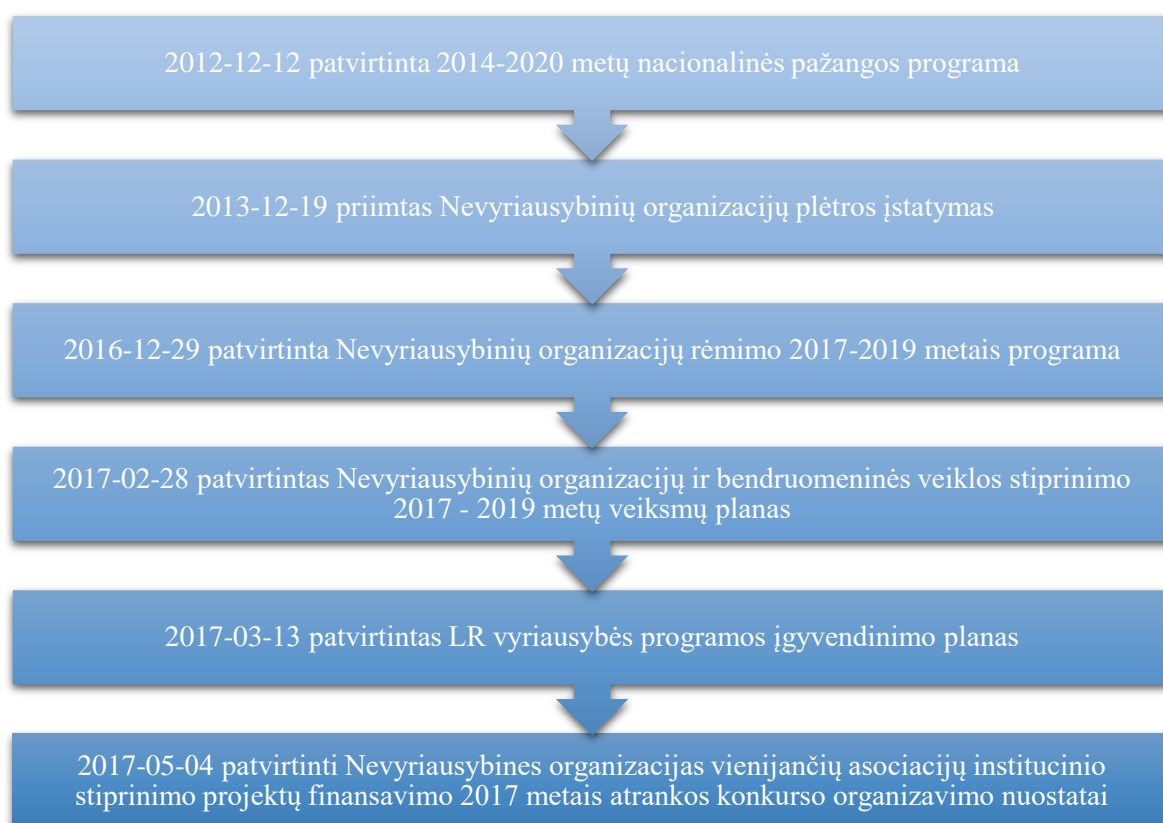 2012-12-12 patvirtinta 2014-2020 metų nacionalinės pažangos programa
2013-12-19 priimtas Nevyriausybinių organizacijų plėtros įstatymas
2016-12-29 patvirtinta Nevyriausybinių organizacijų rėmimo 2017-2019 metais programa
2017-02-28 patvirtintas Nevyriausybinių organizacijų ir bendruomeninės veiklos stiprinimo
2017 - 2019 metų veiksmų planas
2017-03-13 patvirtintas LR vyriausybės programos įgyvendinimo planas
2017-05-04 patvirtinti Nevyriausybines organizacijas vienijančių asociacijų institucinio
stiprinimo projektų finansavimo 2017 metais atrankos konkurso organizavimo nuostatai